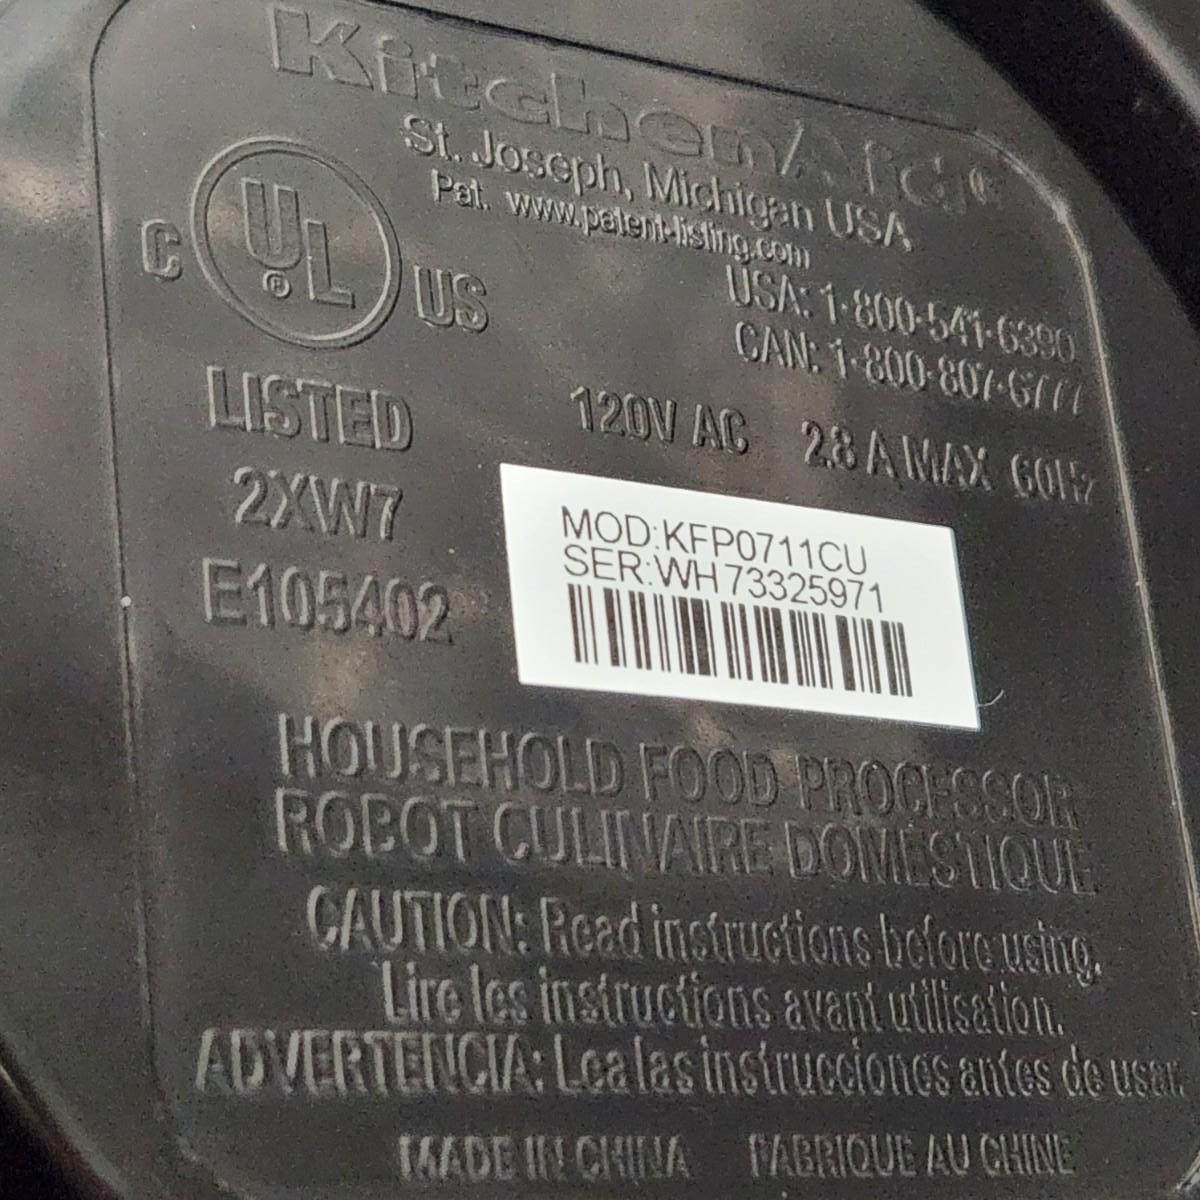 KitchenAid®
St. Joseph, Michigan USA
Pat. www.patent-listing.com
USA: 1-800-541-6390
CAN: 1-800-807-6777
C UL® US
LISTED
2XW7
E105402
120V AC 2.8 A MAX 60Hz
MOD:KFP0711CU
SER:WH73325971
HOUSEHOLD FOOD PROCESSOR
ROBOT CULINAIRE DOMESTIQUE
CAUTION: Read instructions before using.
Lire les instructions avant utilisation.
ADVERTENCIA: Lea las instrucciones antes de usar.
MADE IN CHINA FABRIQUE AU CHINE